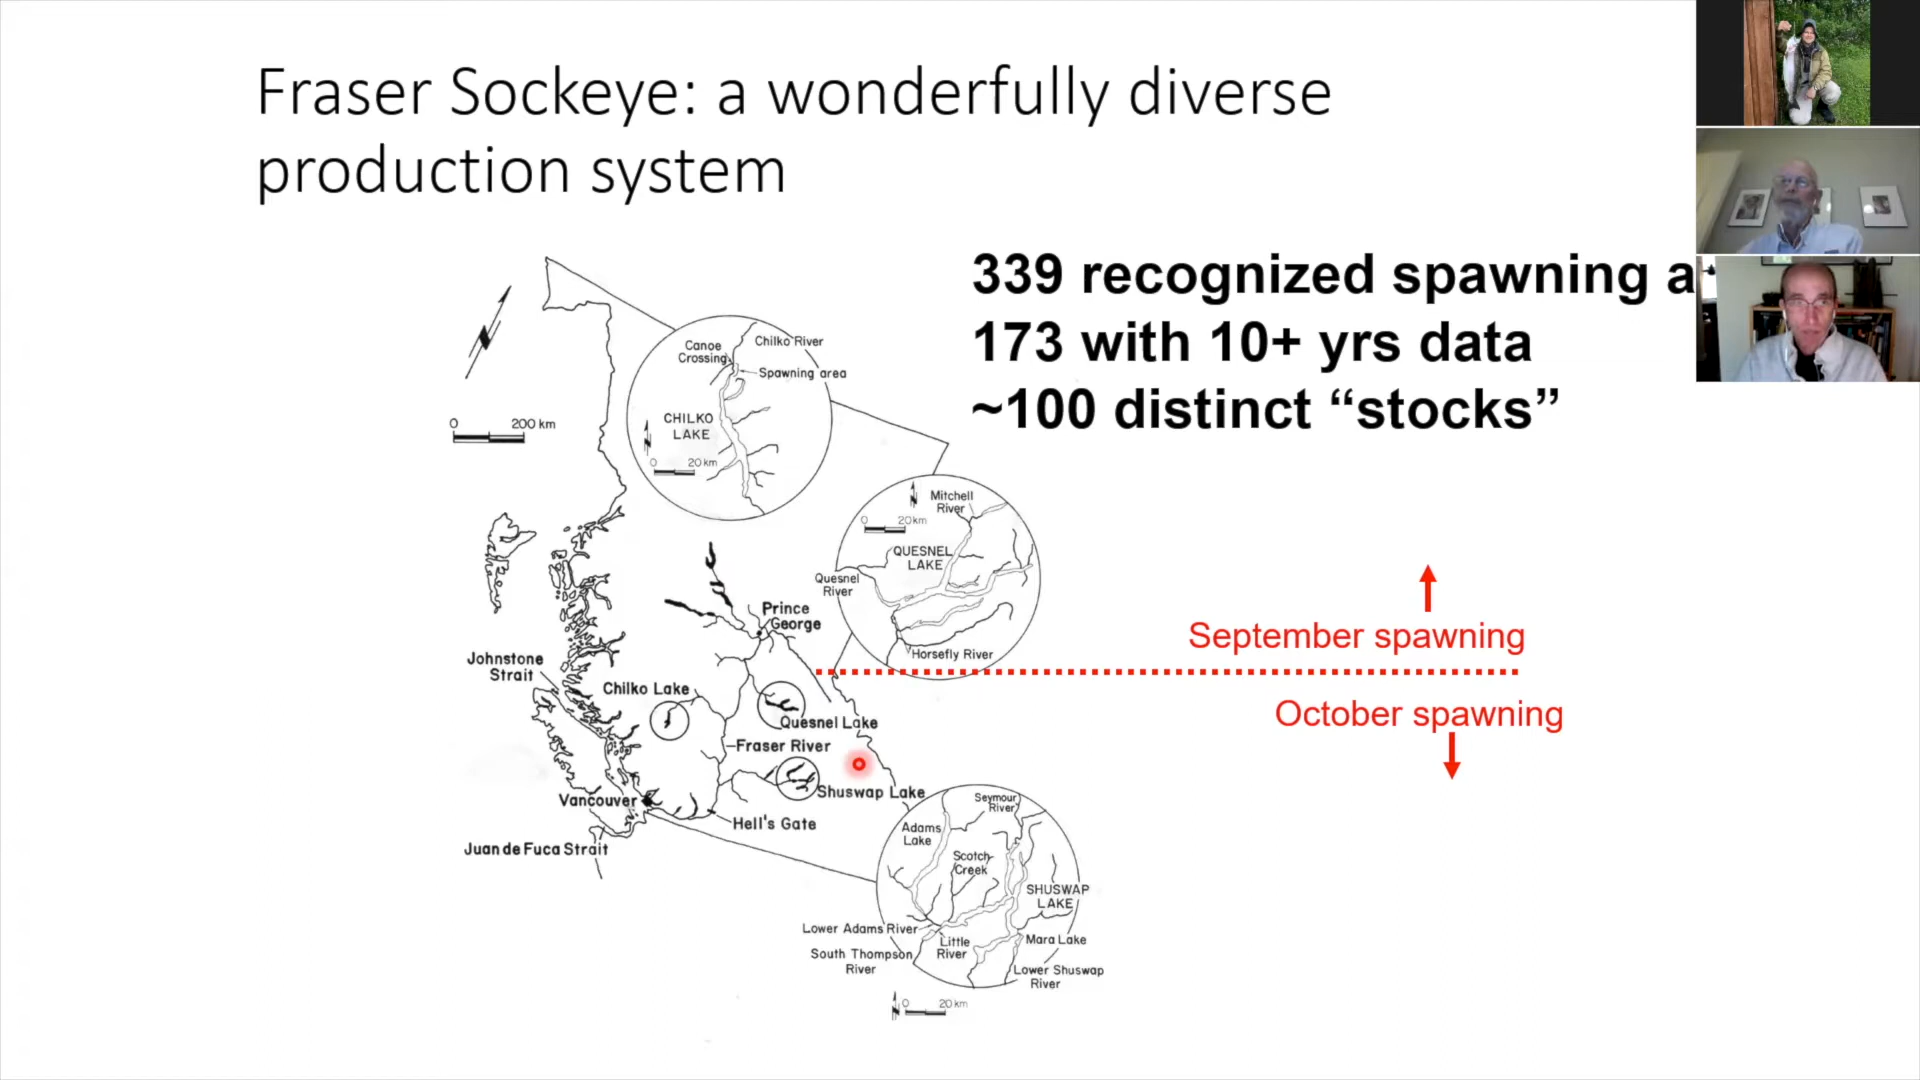 Fraser Sockeye: a wonderfully diverse
production system
339 recognized spawning a
173 with 10+ yrs data
~100 distinct “stocks”
Canoe
Crossing
Chilko River
Spawning area
CHILKO
LAKE
0 20 km
0 200 km
Mitchell
River
0 20 km
QUESNEL
LAKE
Quesnel
River
Horsefly River
Prince
George
September spawning
October spawning
Johnstone
Strait
Chilko Lake
Quesnel Lake
Fraser River
Shuswap Lake
Vancouver
Hell's Gate
Juan de Fuca Strait
Seymour
River
Adams
Lake
Scotch
Creek
SHUSWAP
LAKE
Lower Adams River
Little
River
Mara Lake
South Thompson
River
Lower Shuswap
River
0 20 km